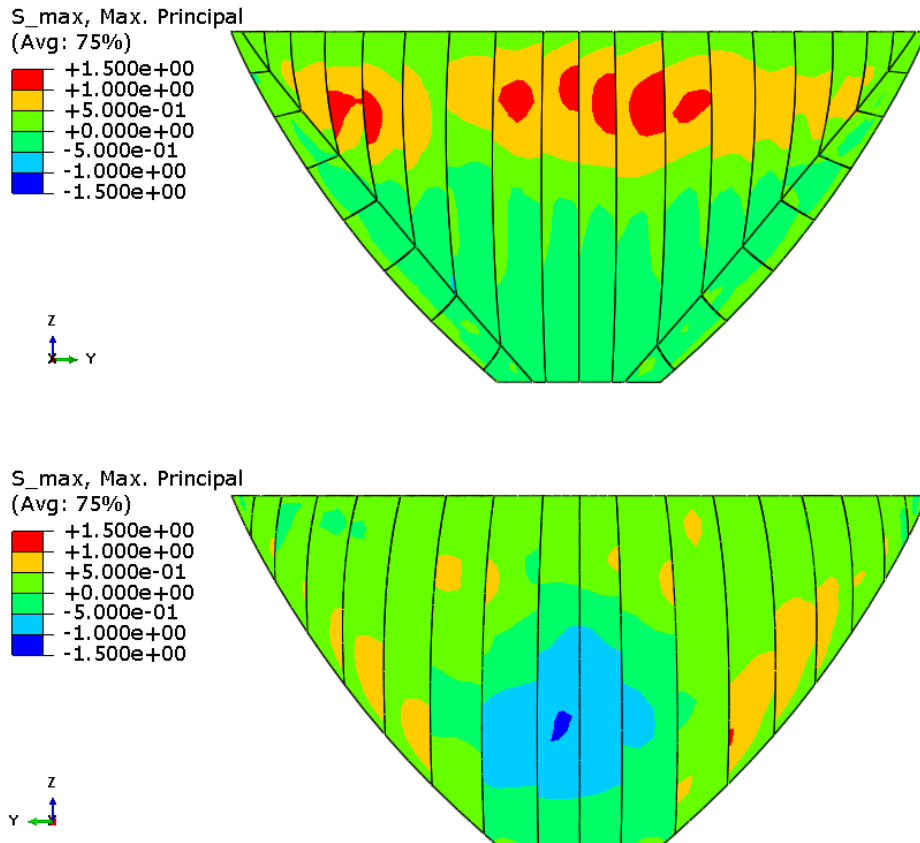 S_max, Max. Principal
(Avg: 75%)
+1.500e+00
+1.000e+00
+5.000e-01
+0.000e+00
-5.000e-01
-1.000e+00
-1.500e+00
Z
X
Y
S_max, Max. Principal
(Avg: 75%)
+1.500e+00
+1.000e+00
+5.000e-01
+0.000e+00
-5.000e-01
-1.000e+00
-1.500e+00
Z
Y